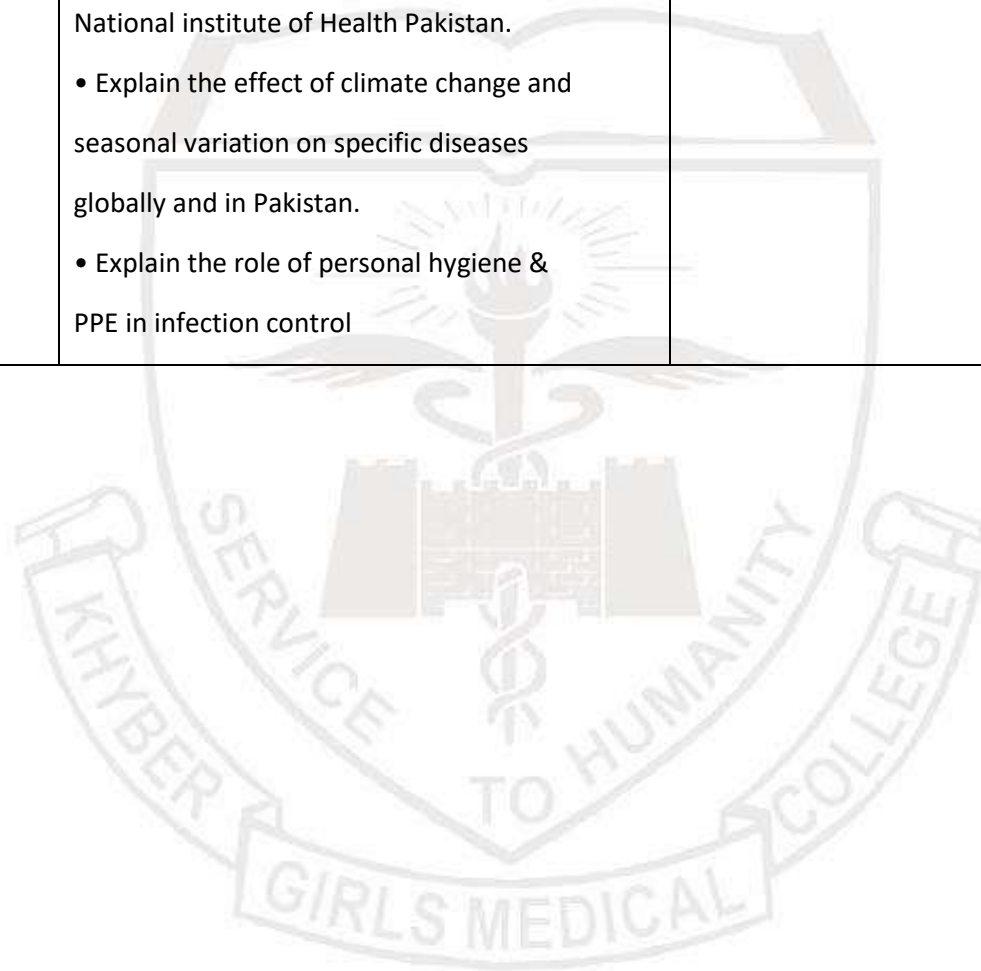 National institute of Health Pakistan.
• Explain the effect of climate change and
seasonal variation on specific diseases
globally and in Pakistan.
• Explain the role of personal hygiene &
PPE in infection control
SERVICE
TO HUMANITY
KHYBER
GIRLS MEDICAL
COLLEGE